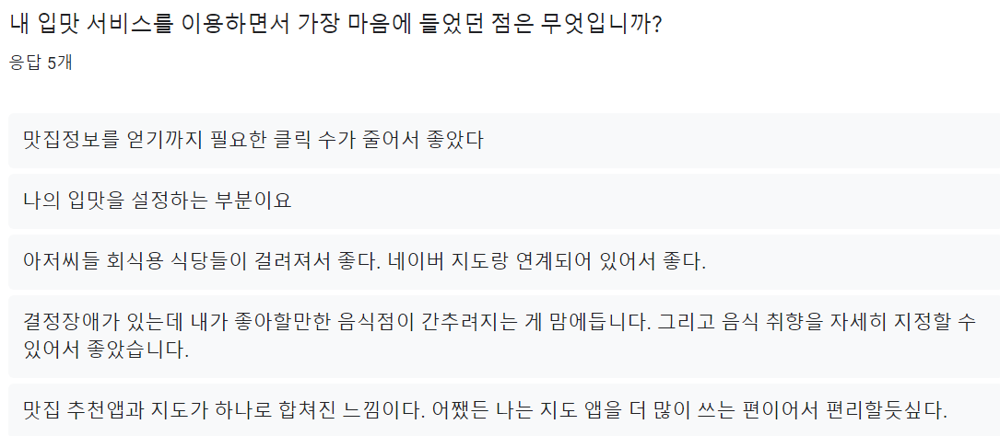 내 입맛 서비스를 이용하면서 가장 마음에 들었던 점은 무엇입니까?
응답 5개
맛집정보를 얻기까지 필요한 클릭 수가 줄어서 좋았다
나의 입맛을 설정하는 부분이요
아저씨들 회식용 식당들이 걸려져서 좋다. 네이버 지도랑 연계되어 있어서 좋다.
결정장애가 있는데 내가 좋아할만한 음식점이 간추려지는 게 맘에듭니다. 그리고 음식 취향을 자세히 지정할 수
있어서 좋았습니다.
맛집 추천앱과 지도가 하나로 합쳐진 느낌이다. 어쨌든 나는 지도 앱을 더 많이 쓰는 편이어서 편리할듯싶다.